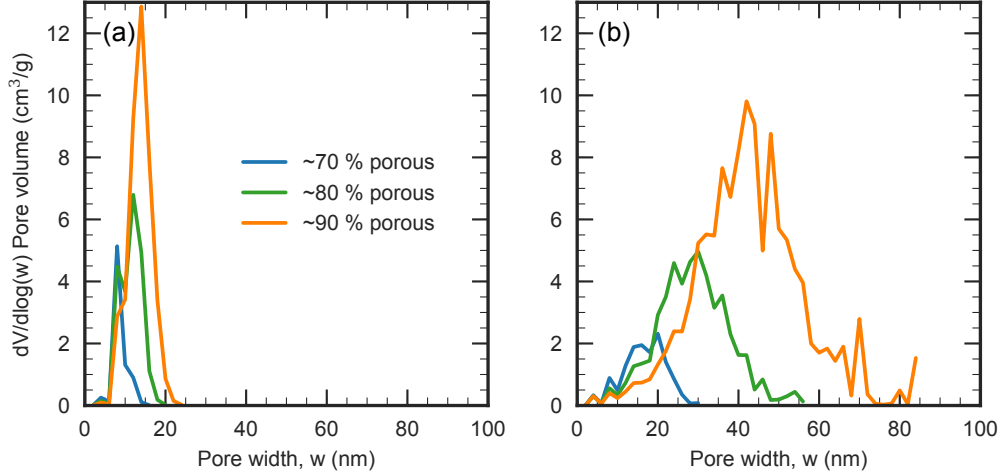 (a)
(b)
dV/dlog(w) Pore volume (cm³/g)
12
10
8
6
4
2
0
~70 % porous
~80 % porous
~90 % porous
0 20 40 60 80 100
Pore width, w (nm)
12
10
8
6
4
2
0
0 20 40 60 80 100
Pore width, w (nm)